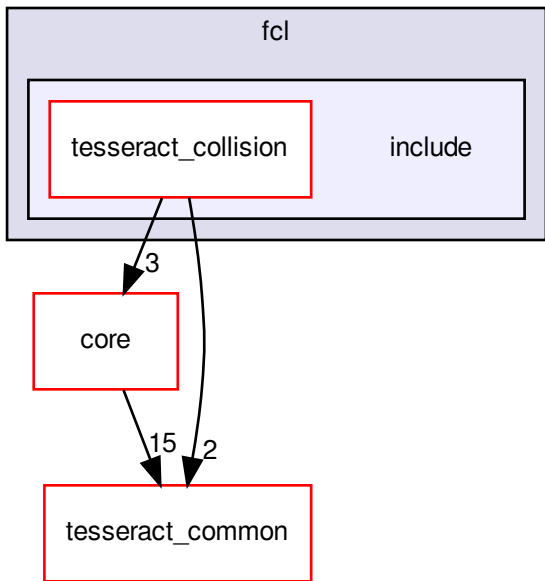 fcl
tesseract_collision
include
3
core
15
2
tesseract_common